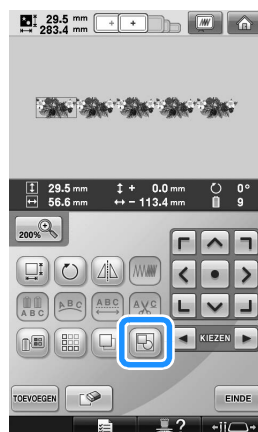 29.5 mm
283.4 mm
29.5 mm + 0.0 mm 0°
56.6 mm - 113.4 mm 9
200%
A B C A B C A B C A B C
KIEZEN
TOEVOEGEN EINDE
?